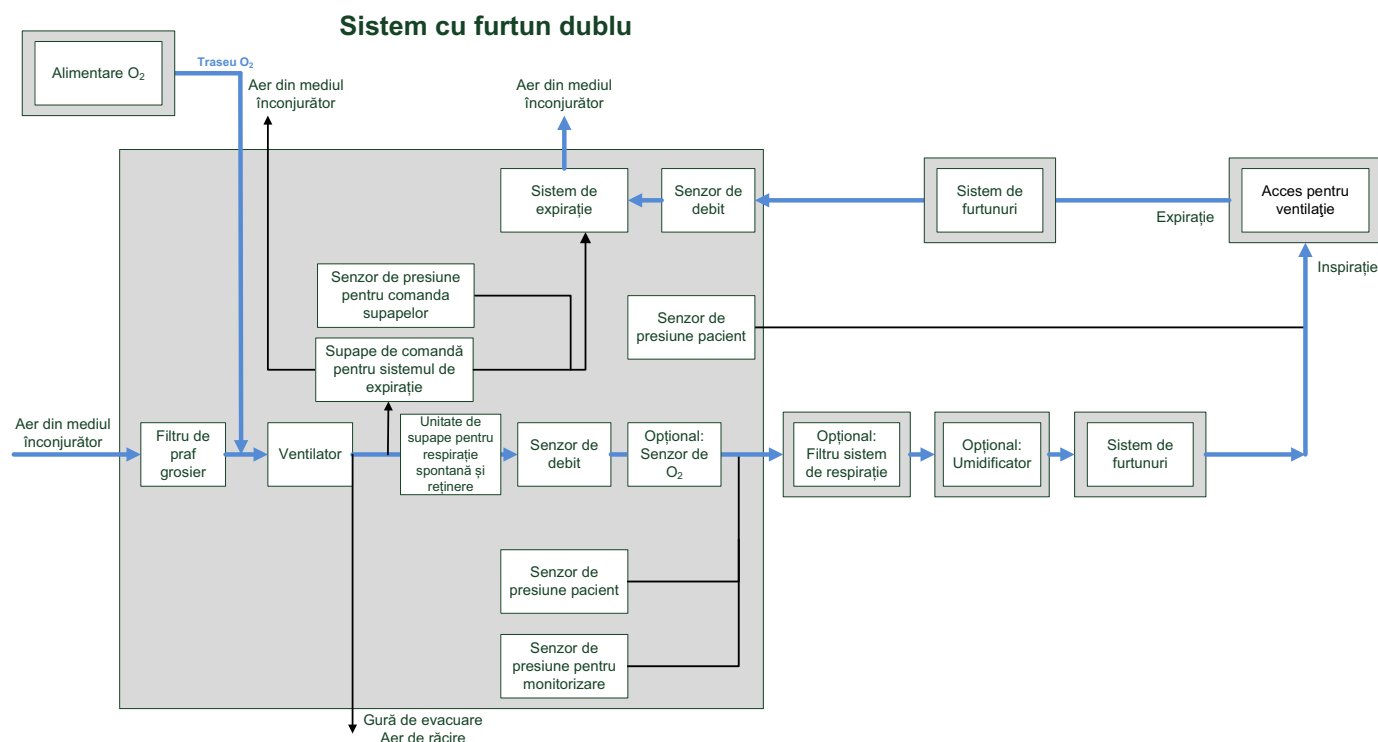 Sistem cu furtun dublu
Alimentare O₂
Traseu O₂
Aer din mediul
înconjurător
Aer din mediul
înconjurător
Sistem de
expirație
Senzor de
debit
Sistem de
furtunuri
Acces pentru
ventilaţie
Expirație
Inspirație
Senzor de presiune
pentru comanda
supapelor
Senzor de
presiune pacient
Supape de comandă
pentru sistemul de
expirație
Aer din mediul
înconjurător
Filtru de
praf
grosier
Ventilator
Unitate de
supape pentru
respirație
spontană și
reținere
Senzor de
debit
Opțional:
Senzor de
O₂
Opțional:
Filtru sistem
de respirație
Opțional:
Umidificator
Sistem de
furtunuri
Senzor de
presiune pacient
Senzor de
presiune pentru
monitorizare
Gură de evacuare
Aer de răcire